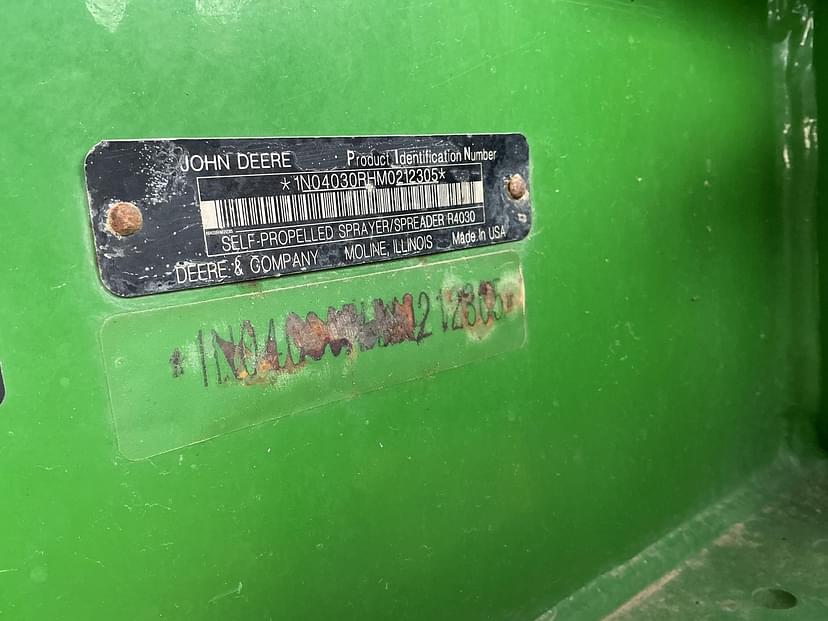 JOHN DEERE Product Identification Number
*1N04030RHM0212305*
SELF-PROPELLED SPRAYER/SPREADER R4030
DEERE & COMPANY MOLINE, ILLINOIS Made in USA